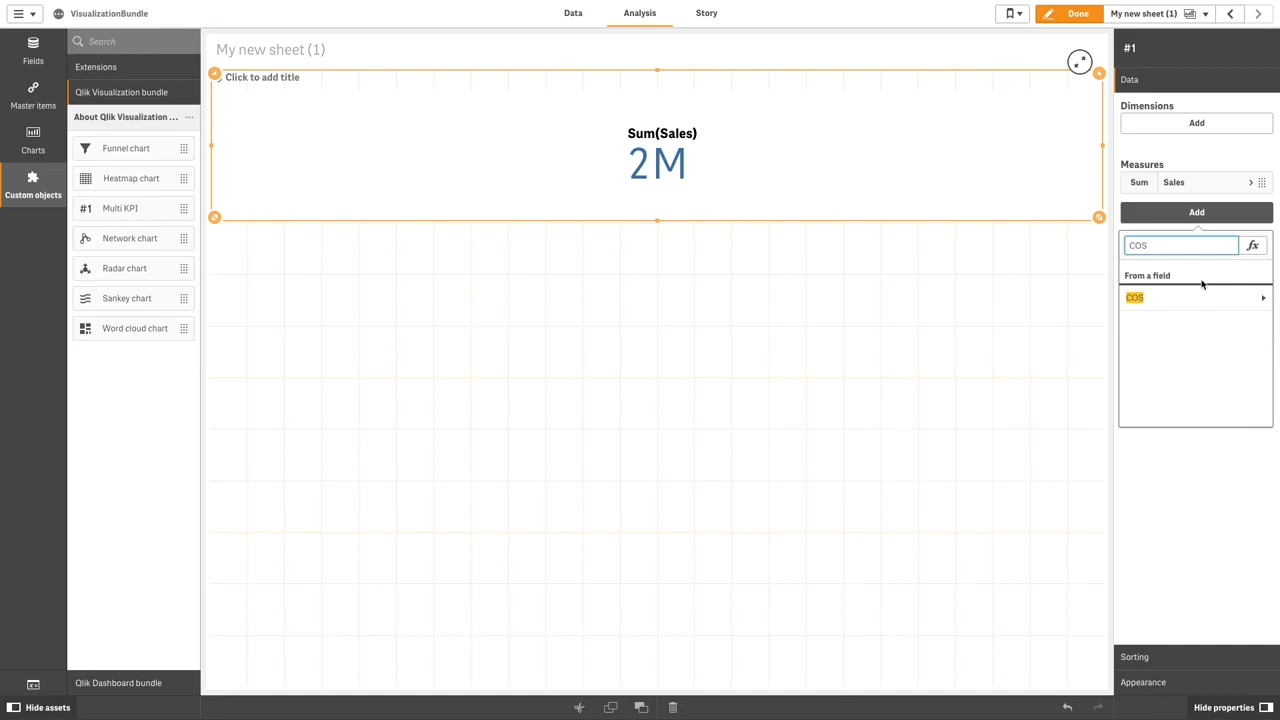 VisualizationBundle
Data
Analysis
Story
Done
My new sheet (1)
Fields
Master items
Charts
Custom objects
Search
Extensions
Qlik Visualization bundle
About Qlik Visualization ...
Funnel chart
Heatmap chart
#1 Multi KPI
Network chart
Radar chart
Sankey chart
Word cloud chart
Qlik Dashboard bundle
Hide assets
My new sheet (1)
Click to add title
Sum(Sales)
2M
#1
Data
Dimensions
Add
Measures
Sum Sales
Add
COS fx
From a field
COS
Sorting
Appearance
Hide properties